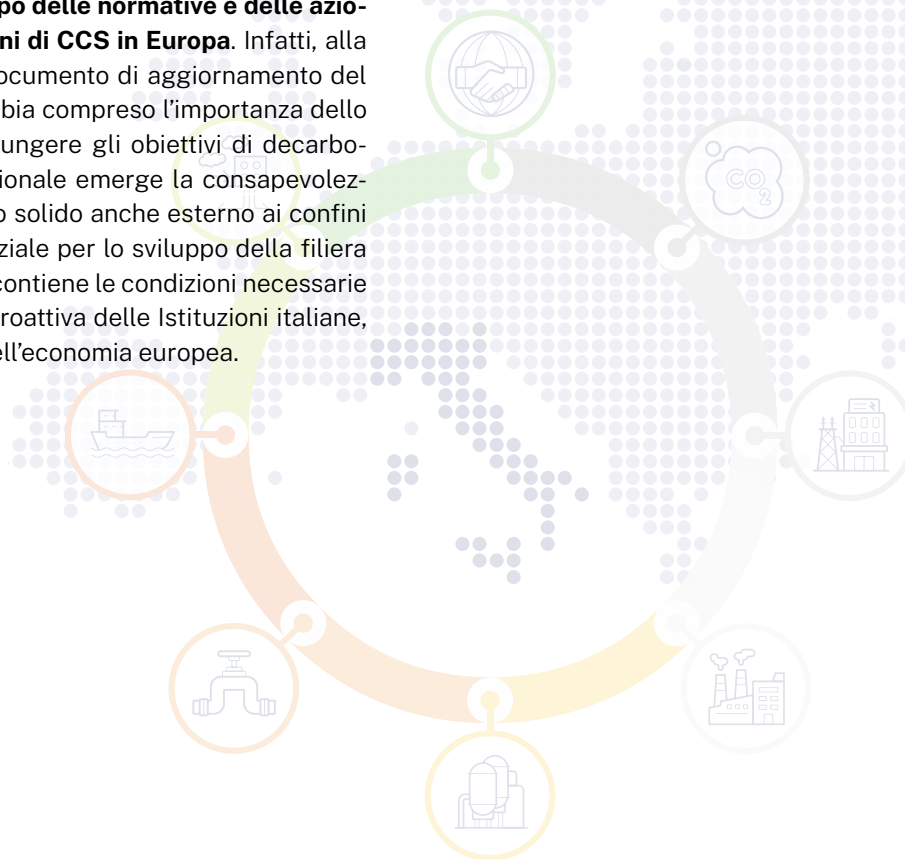 po delle normative e delle azio-
ni di CCS in Europa. Infatti, alla
ocumento di aggiornamento del
bia compreso l'importanza dello
ungere gli obiettivi di decarbo-
ionale emerge la consapevolez-
o solido anche esterno ai confini
ziale per lo sviluppo della filiera
contiene le condizioni necessarie
roattiva delle Istituzioni italiane,
ell'economia europea.
CO2